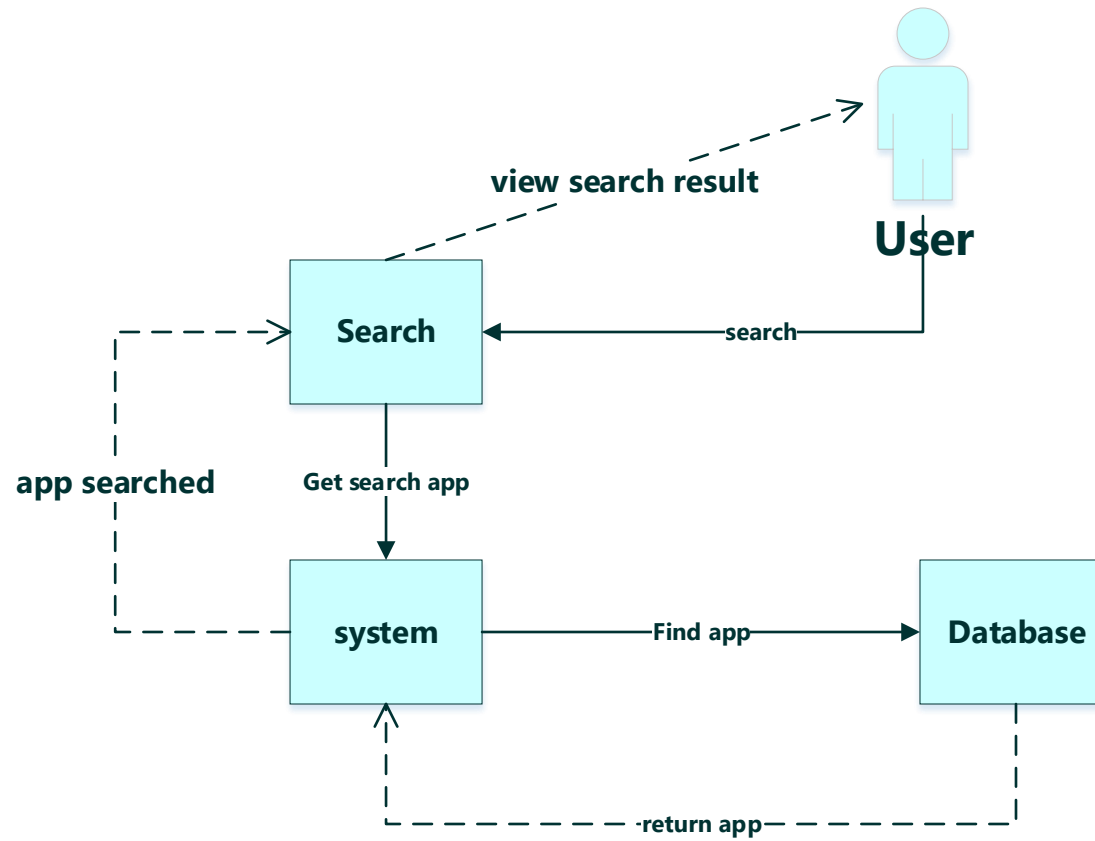 view search result
User
Search
search
app searched
Get search app
system
Find app
Database
return app